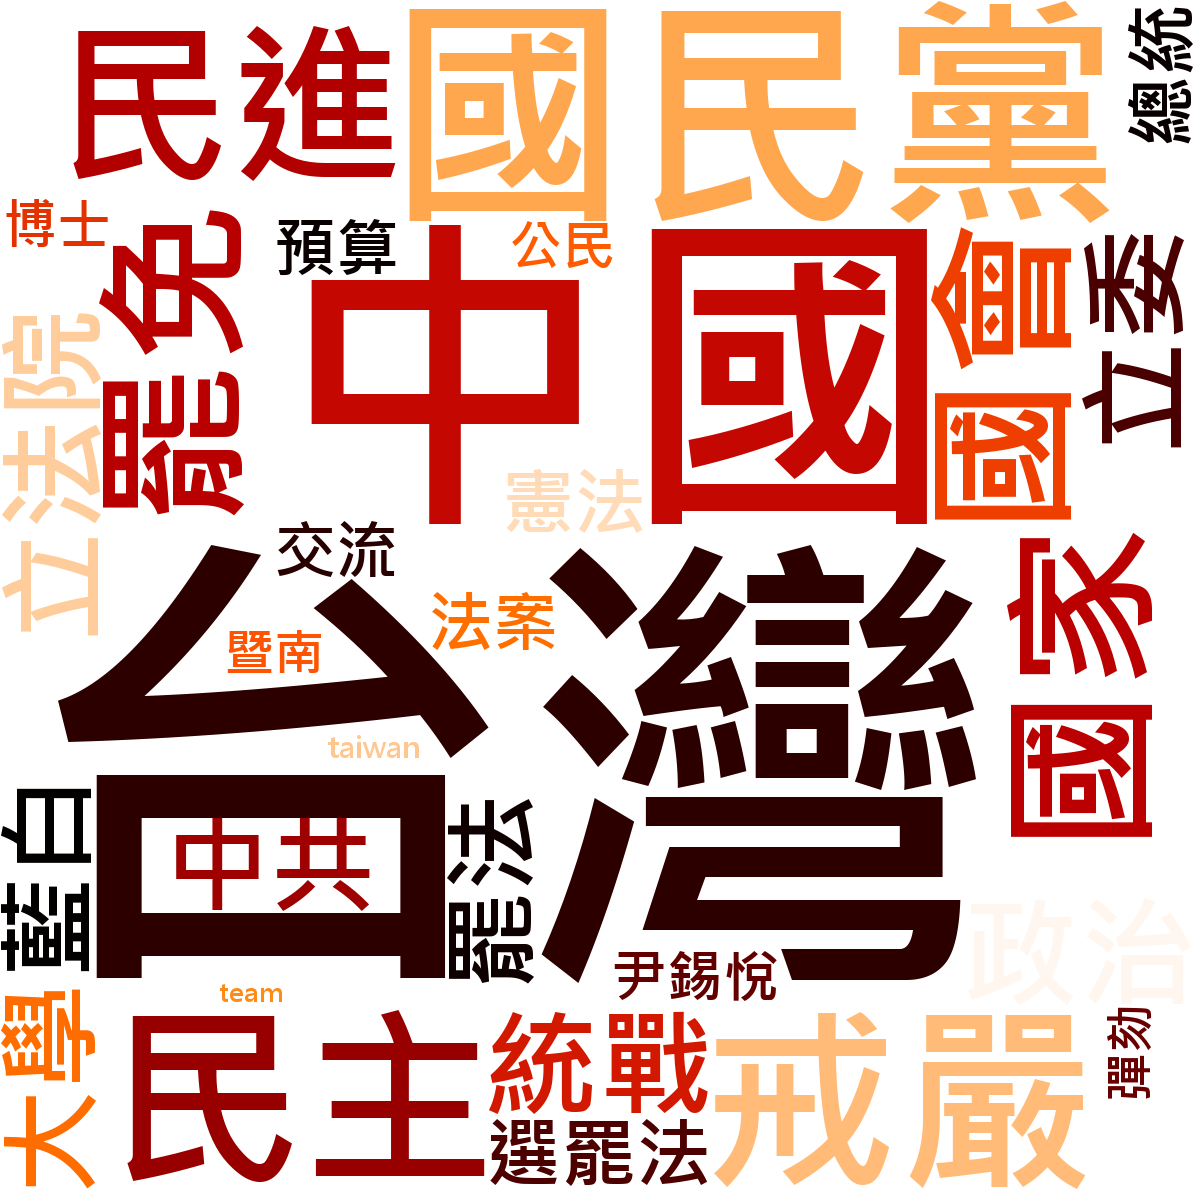 民進
國民黨
總統
博士
罷免
預算
公民
中國
國會
立委
立法院
憲法
交流
台灣
法案
暨南
國家
taiwan
藍白
中共
罷法
政治
尹錫悅
team
大學
民主
統戰
戒嚴
彈劾
選罷法